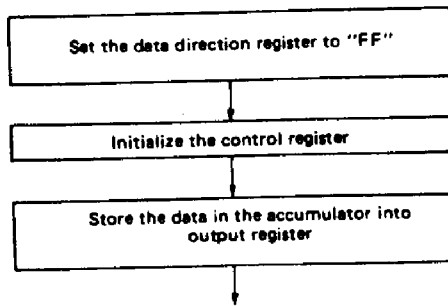 Set the data direction register to "FF"
Initialize the control register
Store the data in the accumulator into
output register